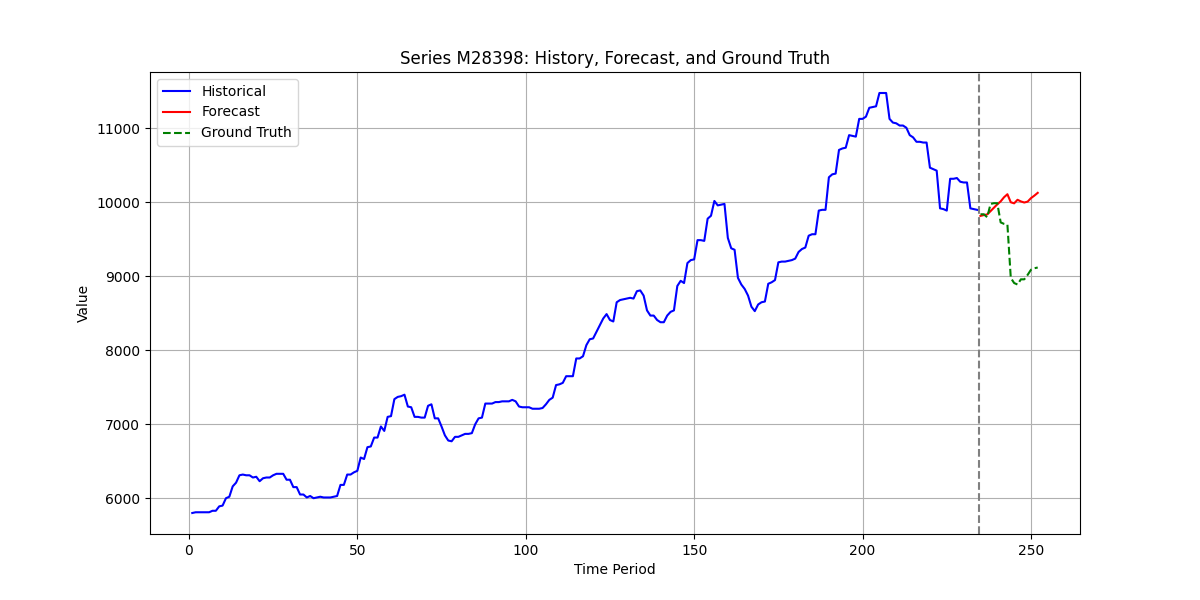 Series M28398: History, Forecast, and Ground Truth
Historical
Forecast
Ground Truth
11000
10000
9000
8000
7000
6000
Value
0 50 100 150 200 250
Time Period